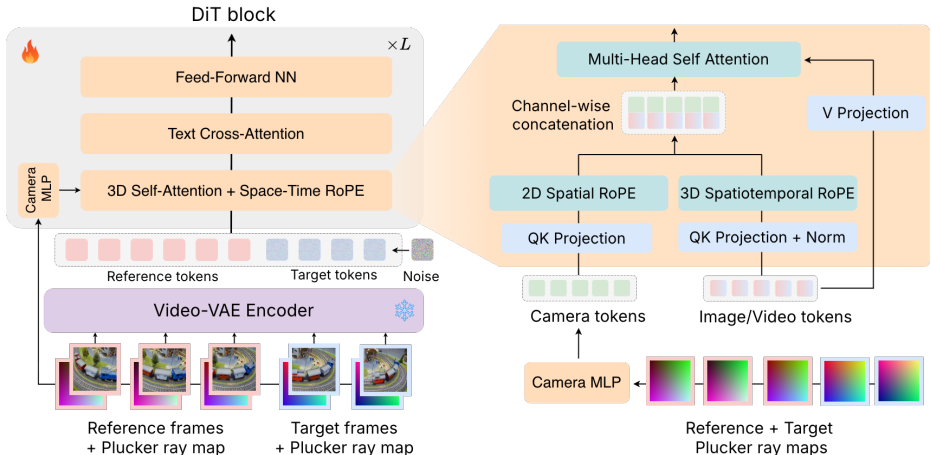 DiT block
×L
Feed-Forward NN
Text Cross-Attention
3D Self-Attention + Space-Time RoPE
Camera
MLP
Reference tokens
Target tokens
Noise
Video-VAE Encoder
Reference frames
+ Plucker ray map
Target frames
+ Plucker ray map
Multi-Head Self Attention
Channel-wise
concatenation
V Projection
2D Spatial RoPE
3D Spatiotemporal RoPE
QK Projection
QK Projection + Norm
Camera tokens
Image/Video tokens
Camera MLP
Reference + Target
Plucker ray maps